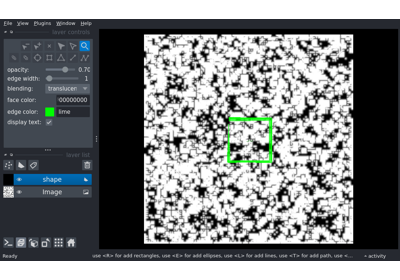 File View Plugins Window Help
layer controls
opacity: 0.70
edge width: 1
blending: translucen
face color: 00000000
edge color: lime
display text:
layer list
shape
Image
Ready use <R> for add rectangles, use <E> for add ellipses, use <L> for add lines, use <T> for add path, use <... activity